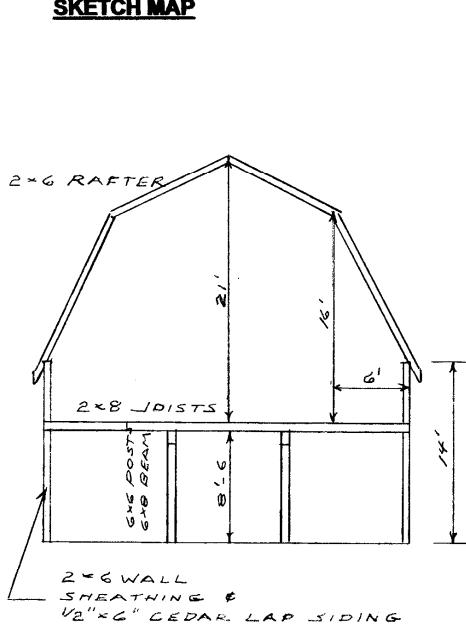 SKETCH MAP
2×6 RAFTER
21'
16'
6'
2×8 JOISTS
6×6 POST
6×8 BEAM
8'-6
14'
2×6 WALL
SHEATHING &
1/2"×6" CEDAR LAP SIDING